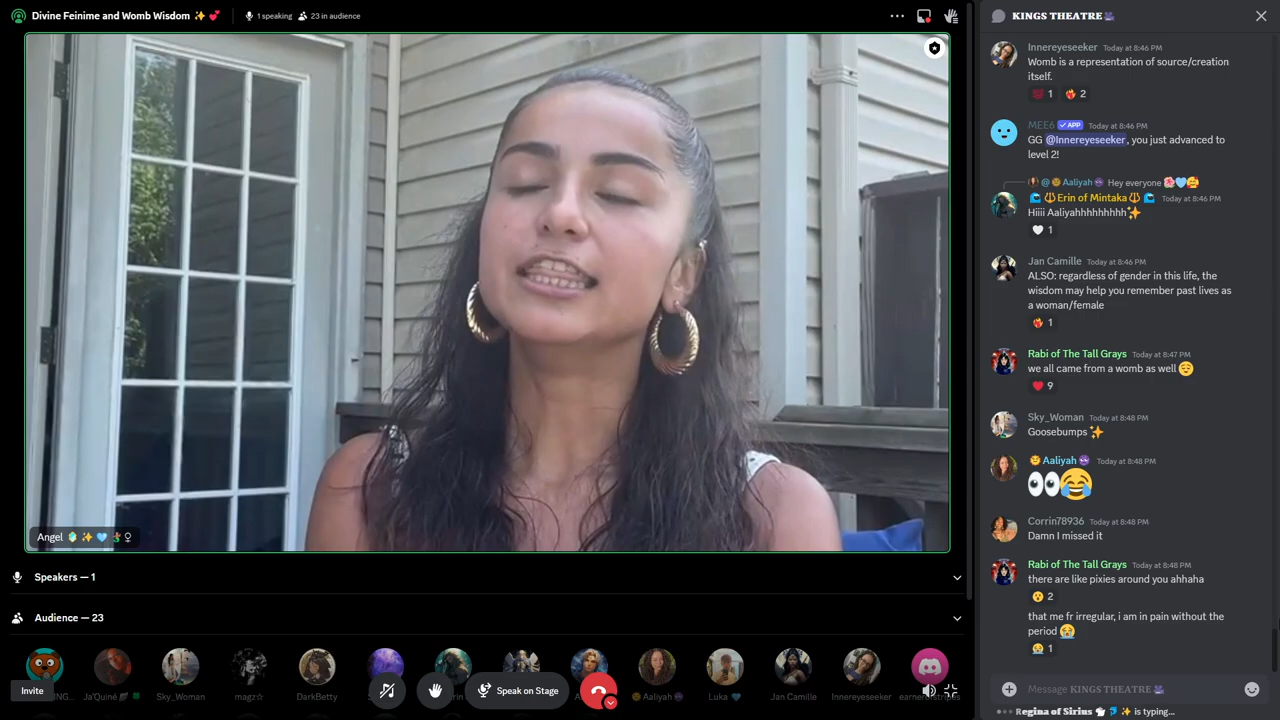 Divine Feinime and Womb Wisdom ✨ 💕
1 speaking
23 in audience
KINGS THEATRE
Innereyeseeker Today at 8:46 PM
Womb is a representation of source/creation
itself.
💯 1 ❤️‍🔥 2
MEE6 ✓ APP Today at 8:46 PM
GG @Innereyeseeker, you just advanced to
level 2!
@ 🌞 Aaliyah 👾 Hey everyone 🌺🩵🥰
🌊 🔱 Erin of Mintaka 🔱 🌊 Today at 8:46 PM
Hiiii Aaliyahhhhhhhhh✨
🤍 1
Jan Camille Today at 8:46 PM
ALSO: regardless of gender in this life, the
wisdom may help you remember past lives as
a woman/female
❤️‍🔥 1
Rabi of The Tall Grays Today at 8:47 PM
we all came from a womb as well 😌
❤️ 9
Sky_Woman Today at 8:48 PM
Goosebumps ✨
🌞 Aaliyah 👾 Today at 8:48 PM
👀😂
Corrin78936 Today at 8:48 PM
Damn I missed it
Rabi of The Tall Grays Today at 8:48 PM
there are like pixies around you ahhaha
😮 2
that me fr irregular, i am in pain without the
period 😭
😭 1
Message KINGS THEATRE
Regina of Sirius is typing...
Angel
Speakers — 1
Audience — 23
Invite
Speak on Stage
Ja'Quiné
Sky_Woman
magz☆
DarkBetty
Aaliyah
Luka 💙
Jan Camille
Innereyeseeker